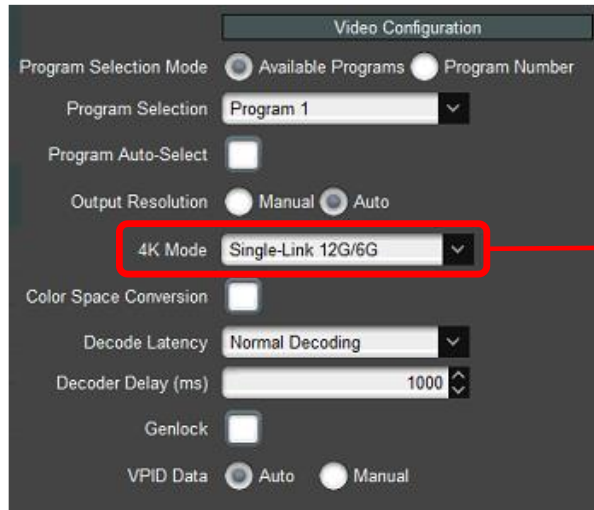 Video Configuration
Program Selection Mode Available Programs Program Number
Program Selection Program 1
Program Auto-Select
Output Resolution Manual Auto
4K Mode Single-Link 12G/6G
Color Space Conversion
Decode Latency Normal Decoding
Decoder Delay (ms) 1000
Genlock
VPID Data Auto Manual